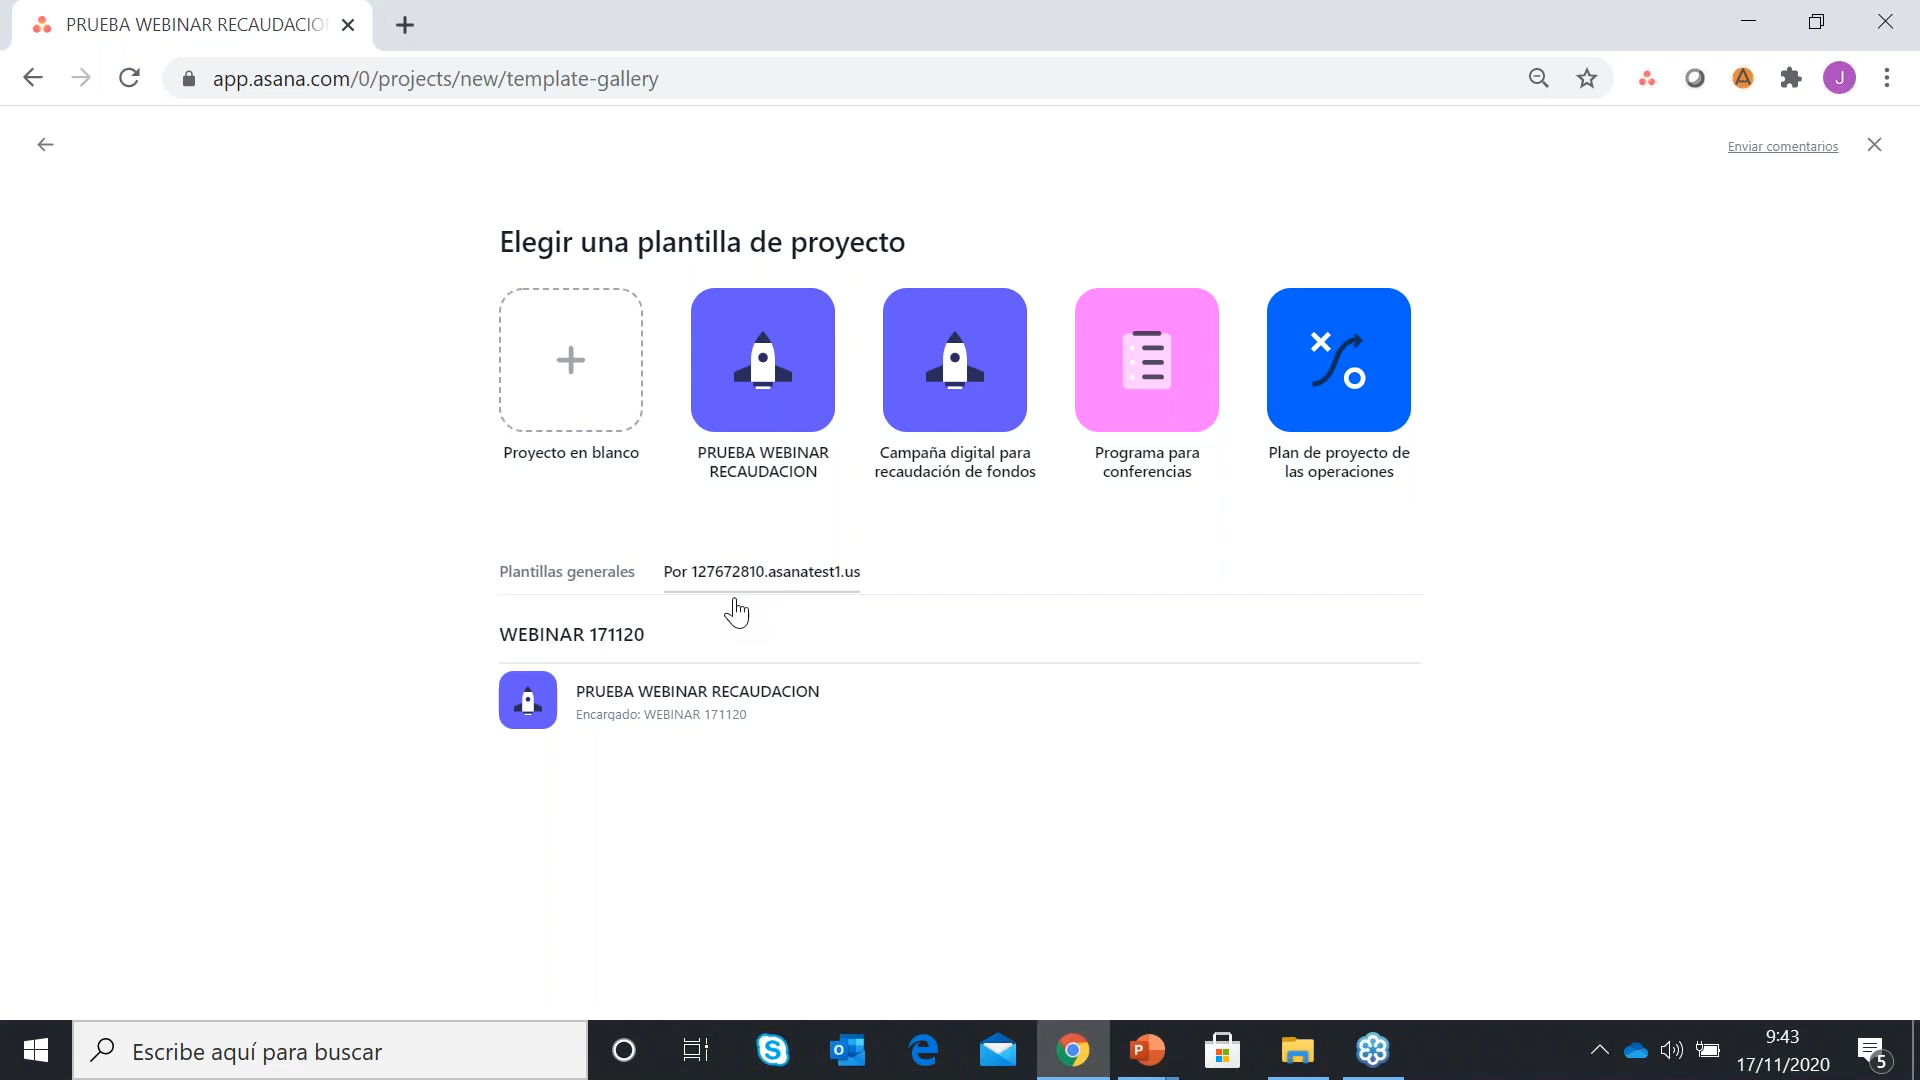 PRUEBA WEBINAR RECAUDACIO
app.asana.com/0/projects/new/template-gallery
J
Enviar comentarios
Elegir una plantilla de proyecto
Proyecto en blanco
PRUEBA WEBINAR
RECAUDACION
Campaña digital para
recaudación de fondos
Programa para
conferencias
Plan de proyecto de
las operaciones
Plantillas generales
Por 127672810.asanatest1.us
WEBINAR 171120
PRUEBA WEBINAR RECAUDACION
Encargado: WEBINAR 171120
Escribe aquí para buscar
9:43
17/11/2020
5